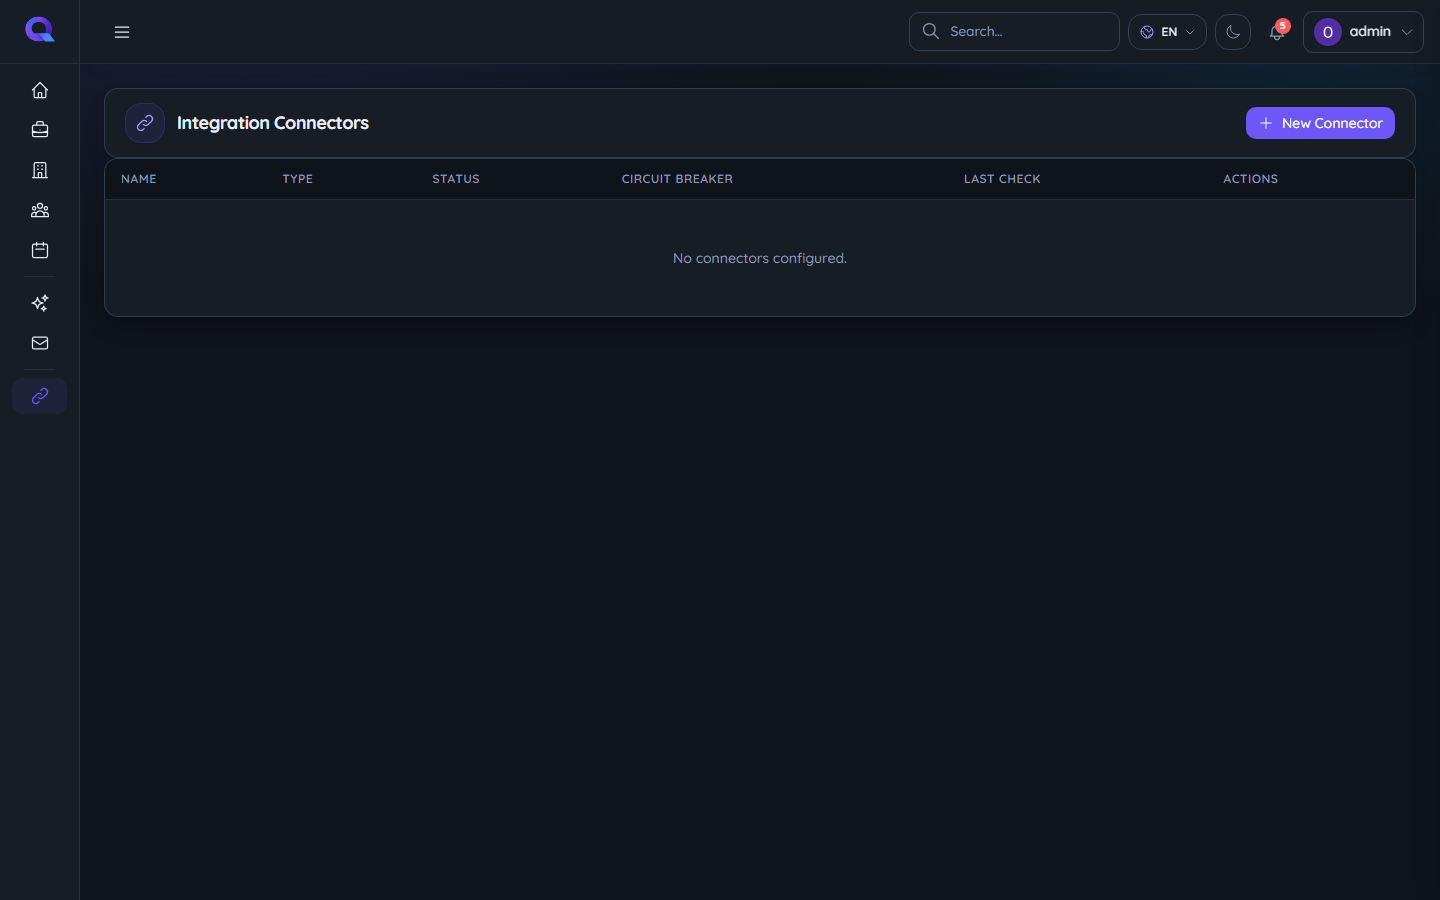 Search...
EN
5
O
admin
Integration Connectors
New Connector
NAME TYPE STATUS CIRCUIT BREAKER LAST CHECK ACTIONS
No connectors configured.